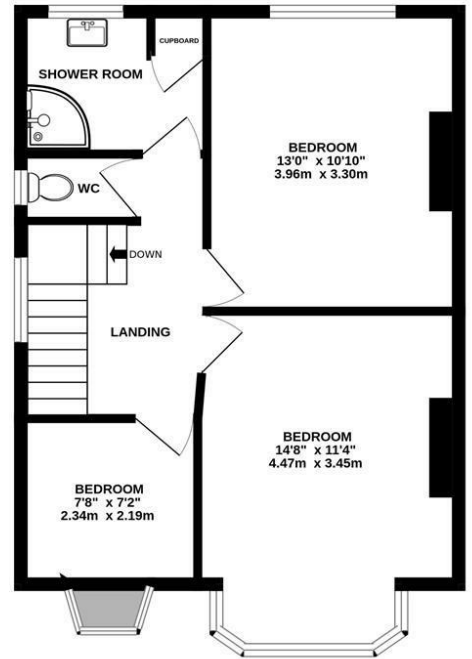 CUPBOARD
SHOWER ROOM
BEDROOM
13'0" x 10'10"
3.96m x 3.30m
WC
DOWN
LANDING
BEDROOM
14'8" x 11'4"
4.47m x 3.45m
BEDROOM
7'8" x 7'2"
2.34m x 2.19m